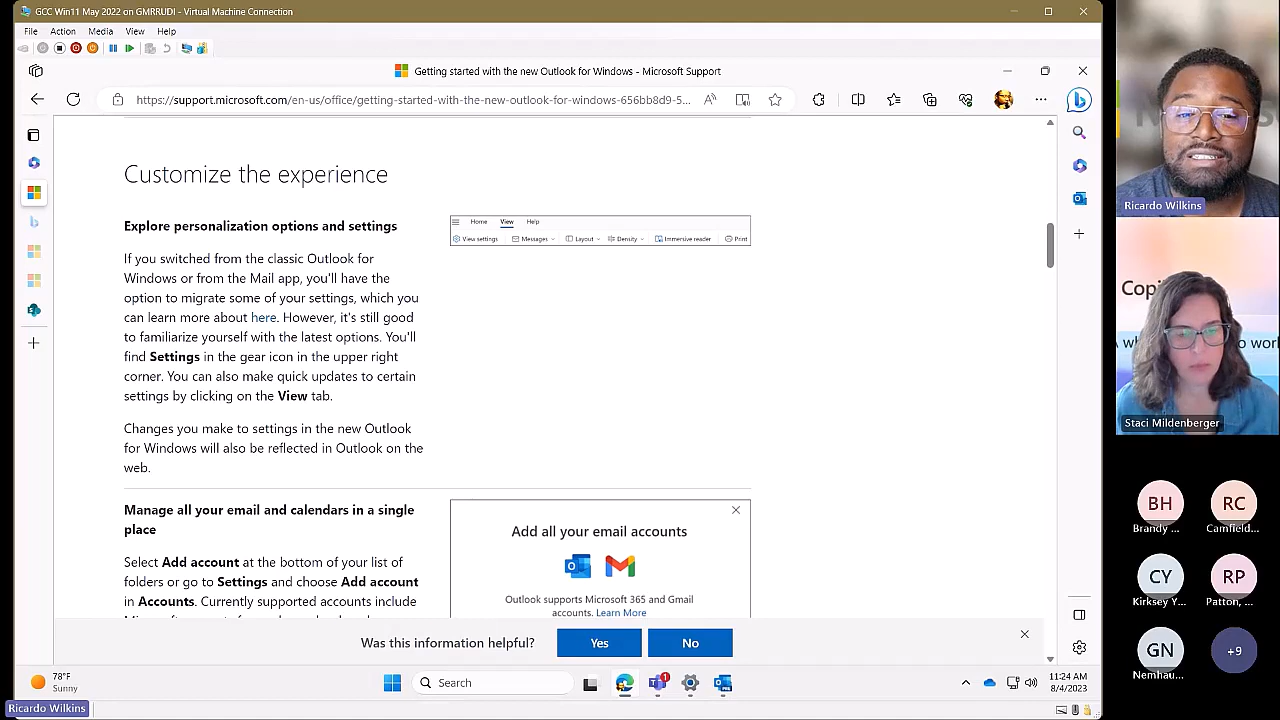 GCC Win11 May 2022 on GMRRUDI - Virtual Machine Connection
File Action Media View Help
Getting started with the new Outlook for Windows - Microsoft Support
https://support.microsoft.com/en-us/office/getting-started-with-the-new-outlook-for-windows-656bb8d9-5...
Customize the experience
Explore personalization options and settings
If you switched from the classic Outlook for
Windows or from the Mail app, you'll have the
option to migrate some of your settings, which you
can learn more about here. However, it's still good
to familiarize yourself with the latest options. You'll
find Settings in the gear icon in the upper right
corner. You can also make quick updates to certain
settings by clicking on the View tab.
Changes you make to settings in the new Outlook
for Windows will also be reflected in Outlook on the
web.
Home View Help
View settings Messages Layout Density Immersive reader Print
Manage all your email and calendars in a single
place
Select Add account at the bottom of your list of
folders or go to Settings and choose Add account
in Accounts. Currently supported accounts include
Add all your email accounts
Outlook supports Microsoft 365 and Gmail
accounts. Learn More
Was this information helpful? Yes No
78°F
Sunny
Search
1
11:24 AM
8/4/2023
Ricardo Wilkins
Ricardo Wilkins
Copi
Staci Mildenberger
BH
Brandy ...
RC
Camfield...
CY
Kirksey Y...
RP
Patton, ...
GN
Nemhau...
+9